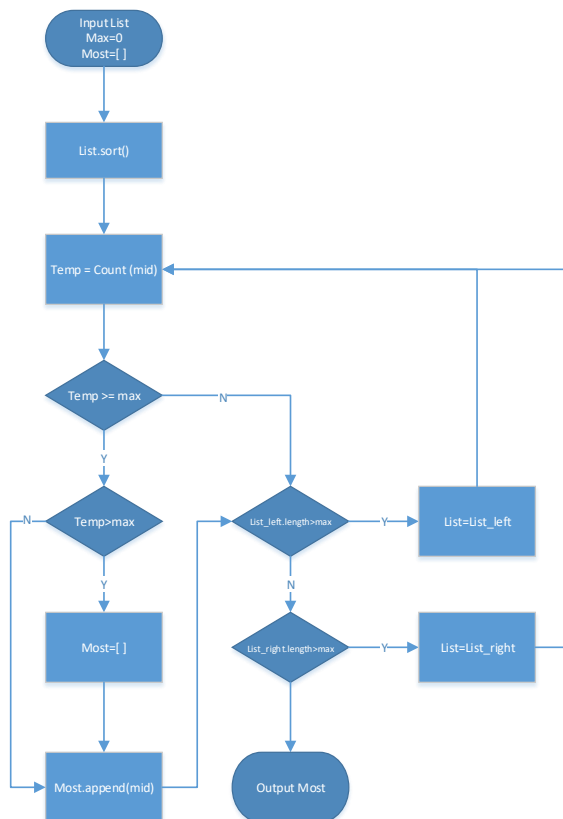 Input List
Max=0
Most=[ ]
List.sort()
Temp = Count (mid)
Temp >= max
N
Y
Temp>max
N
List_left.length>max
Y
List=List_left
Y
N
Most=[ ]
List_right.length>max
Y
List=List_right
Most.append(mid)
Output Most